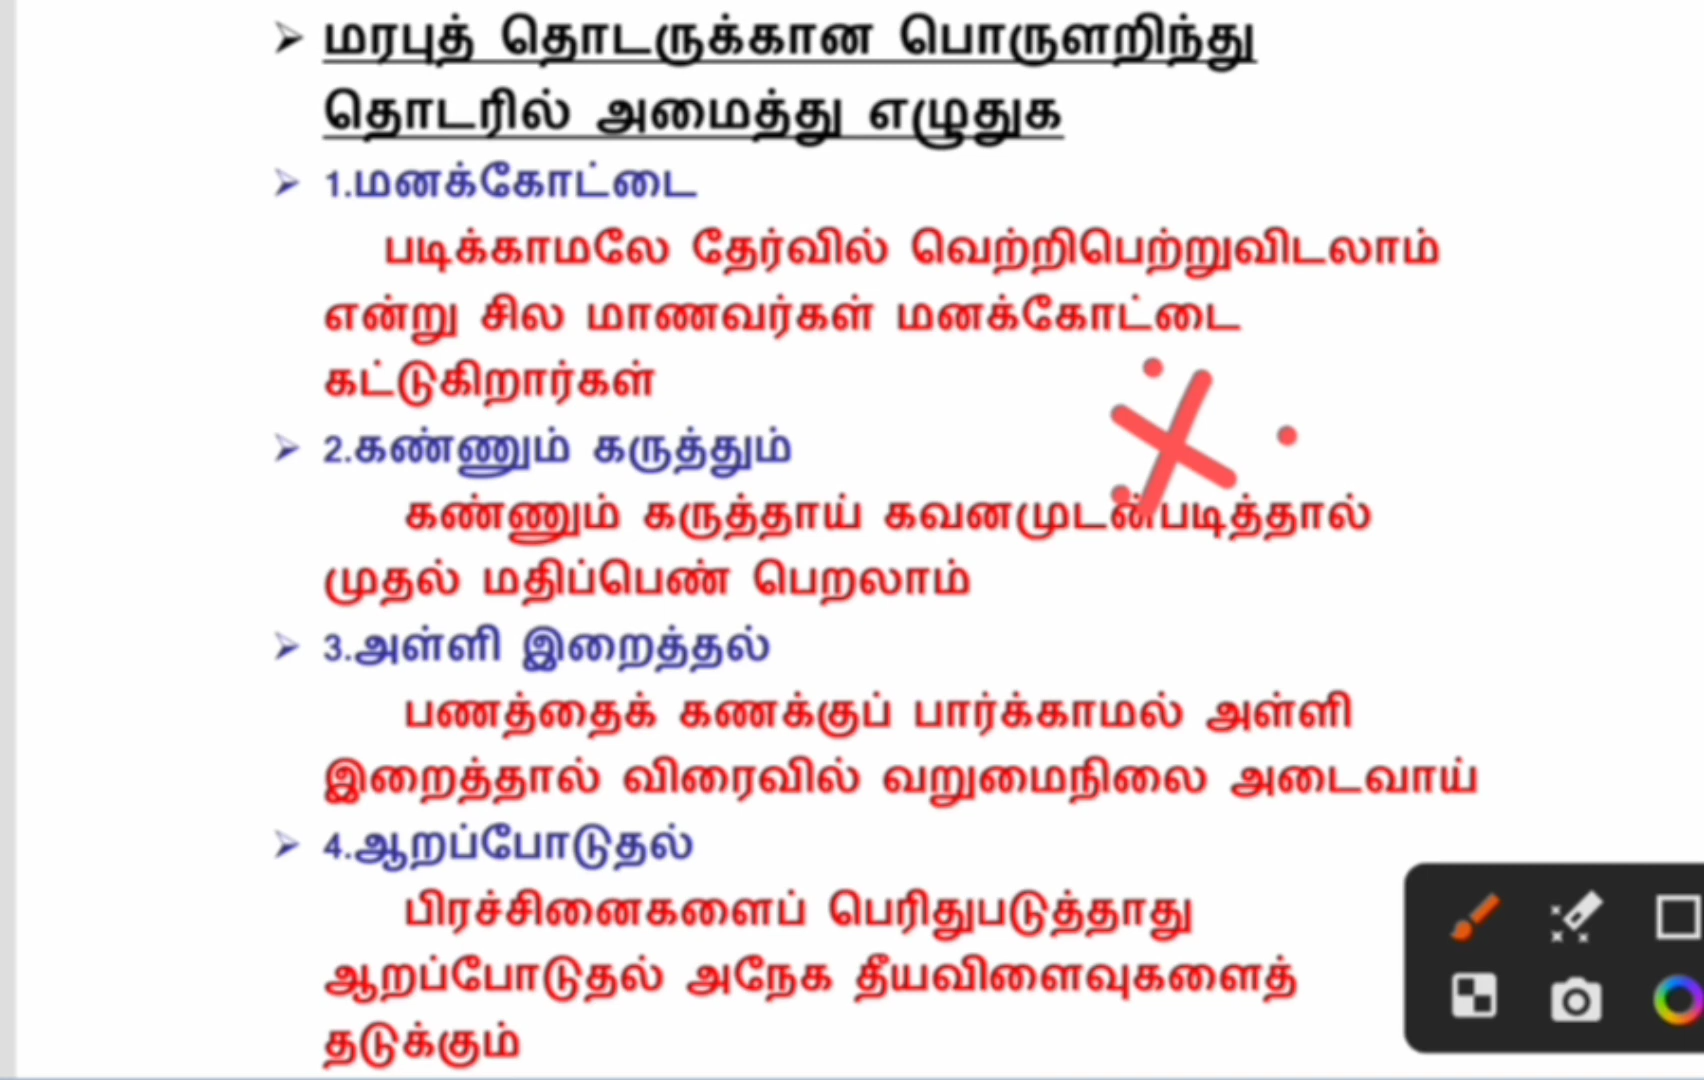 மரபுத் தொடருக்கான பொருளறிந்து
தொடரில் அமைத்து எழுதுக
1.மனக்கோட்டை
படிக்காமலே தேர்வில் வெற்றிபெற்றுவிடலாம்
என்று சில மாணவர்கள் மனக்கோட்டை
கட்டுகிறார்கள்
2.கண்ணும் கருத்தும்
கண்ணும் கருத்தாய் கவனமுடன்படித்தால்
முதல் மதிப்பெண் பெறலாம்
3.அள்ளி இறைத்தல்
பணத்தைக் கணக்குப் பார்க்காமல் அள்ளி
இறைத்தால் விரைவில் வறுமைநிலை அடைவாய்
4.ஆறப்போடுதல்
பிரச்சினைகளைப் பெரிதுபடுத்தாது
ஆறப்போடுதல் அநேக தீயவிளைவுகளைத்
தடுக்கும்